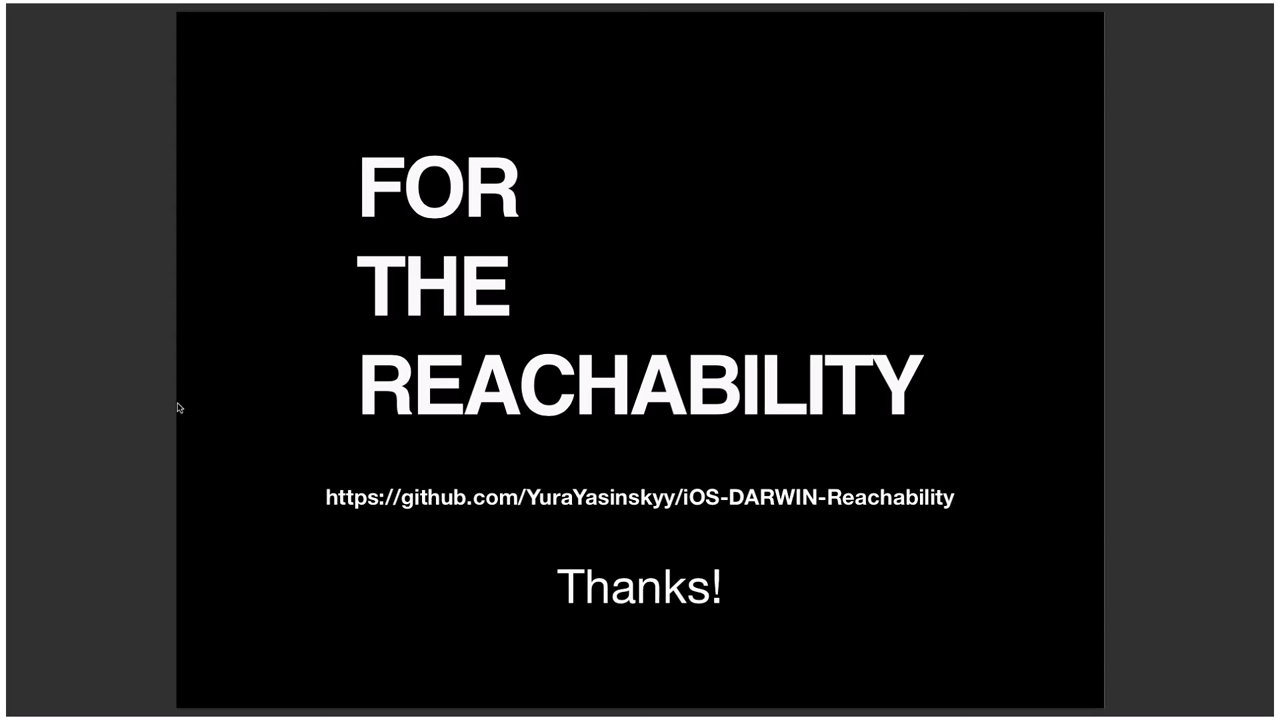 FOR
THE
REACHABILITY
https://github.com/YuraYasinskyy/iOS-DARWIN-Reachability
Thanks!